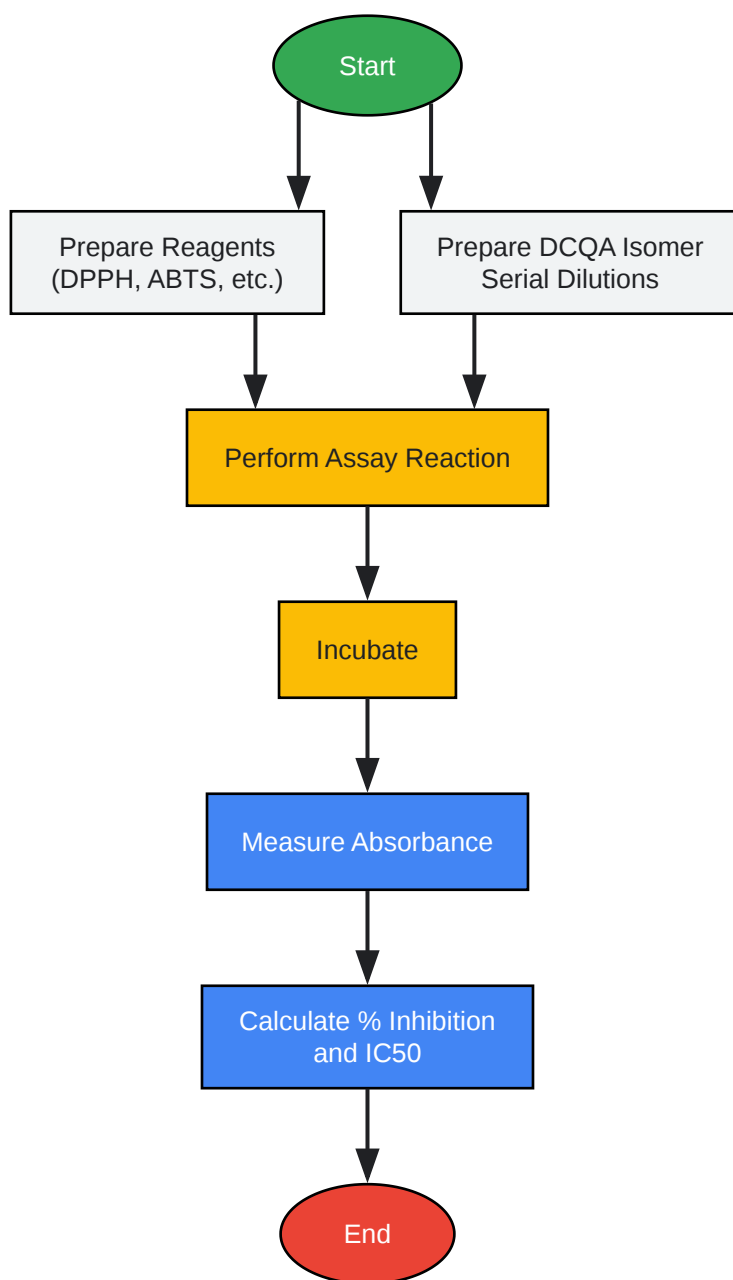 Start
Prepare Reagents
(DPPH, ABTS, etc.)
Prepare DCQA Isomer
Serial Dilutions
Perform Assay Reaction
Incubate
Measure Absorbance
Calculate % Inhibition
and IC50
End